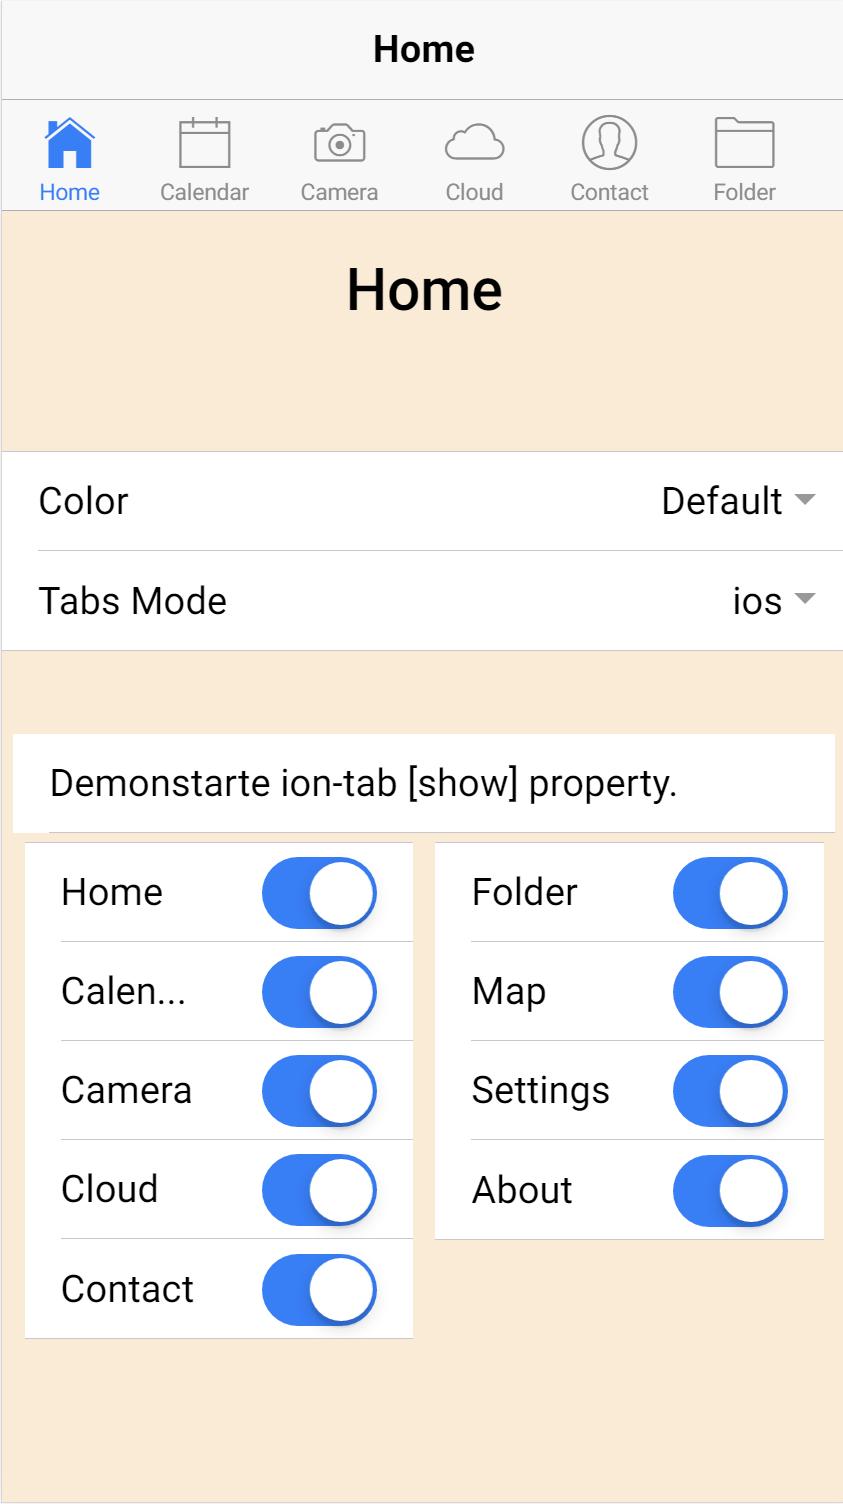 Home
Home Calendar Camera Cloud Contact Folder
Home
Color Default
Tabs Mode ios
Demonstarte ion-tab [show] property.
Home
Calen...
Camera
Cloud
Contact
Folder
Map
Settings
About